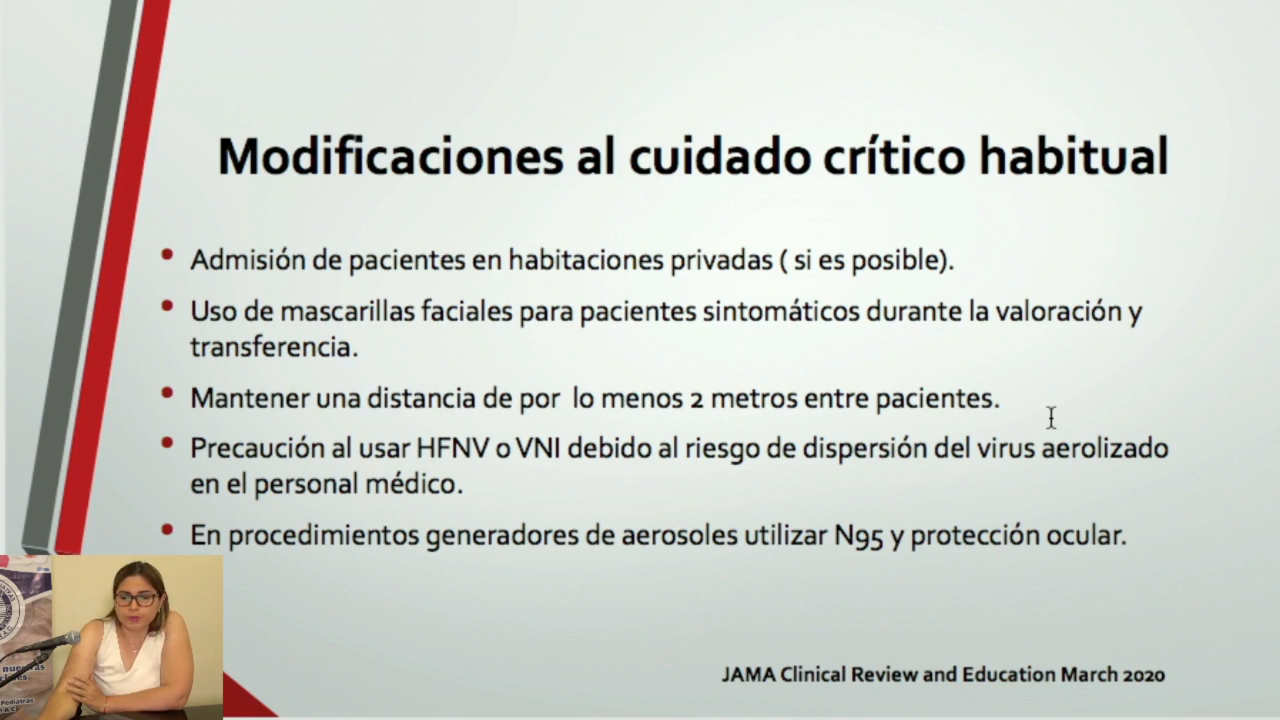 Modificaciones al cuidado crítico habitual
• Admisión de pacientes en habitaciones privadas ( si es posible).
• Uso de mascarillas faciales para pacientes sintomáticos durante la valoración y
transferencia.
• Mantener una distancia de por lo menos 2 metros entre pacientes.
• Precaución al usar HFNV o VNI debido al riesgo de dispersión del virus aerolizado
en el personal médico.
• En procedimientos generadores de aerosoles utilizar N95 y protección ocular.
JAMA Clinical Review and Education March 2020